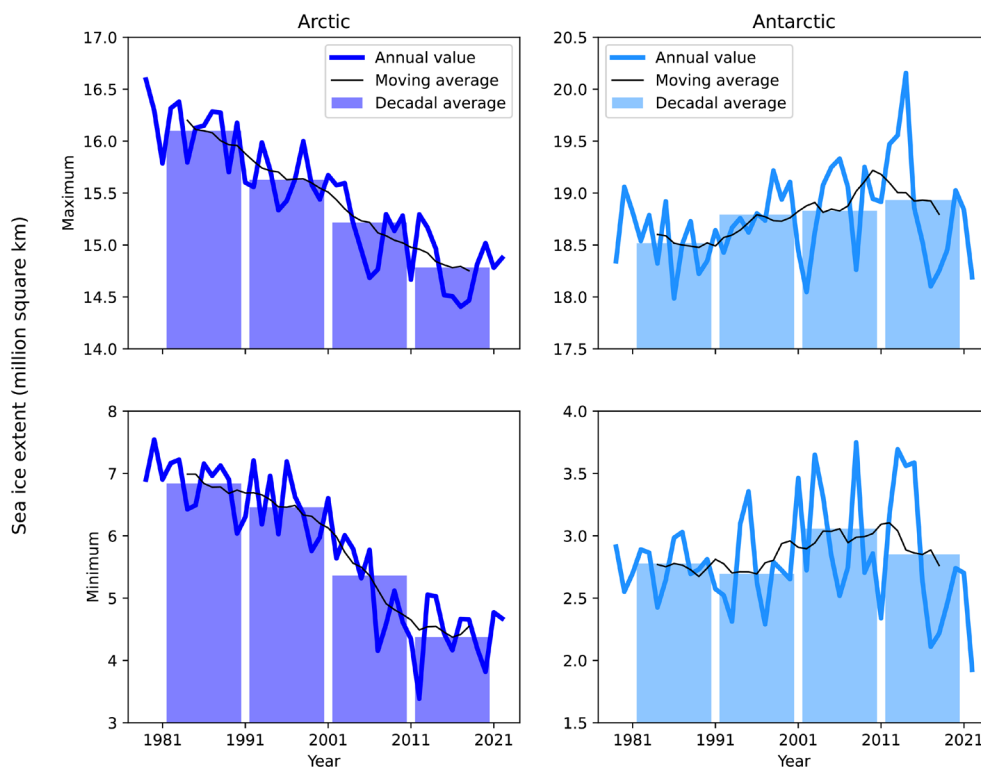 Arctic
Antarctic
Sea ice extent (million square km)
Maximum
17.0
16.5
16.0
15.5
15.0
14.5
14.0
Annual value
Moving average
Decadal average
20.5
20.0
19.5
19.0
18.5
18.0
17.5
Annual value
Moving average
Decadal average
Minimum
8
7
6
5
4
3
1981 1991 2001 2011 2021
Year
4.0
3.5
3.0
2.5
2.0
1.5
1981 1991 2001 2011 2021
Year